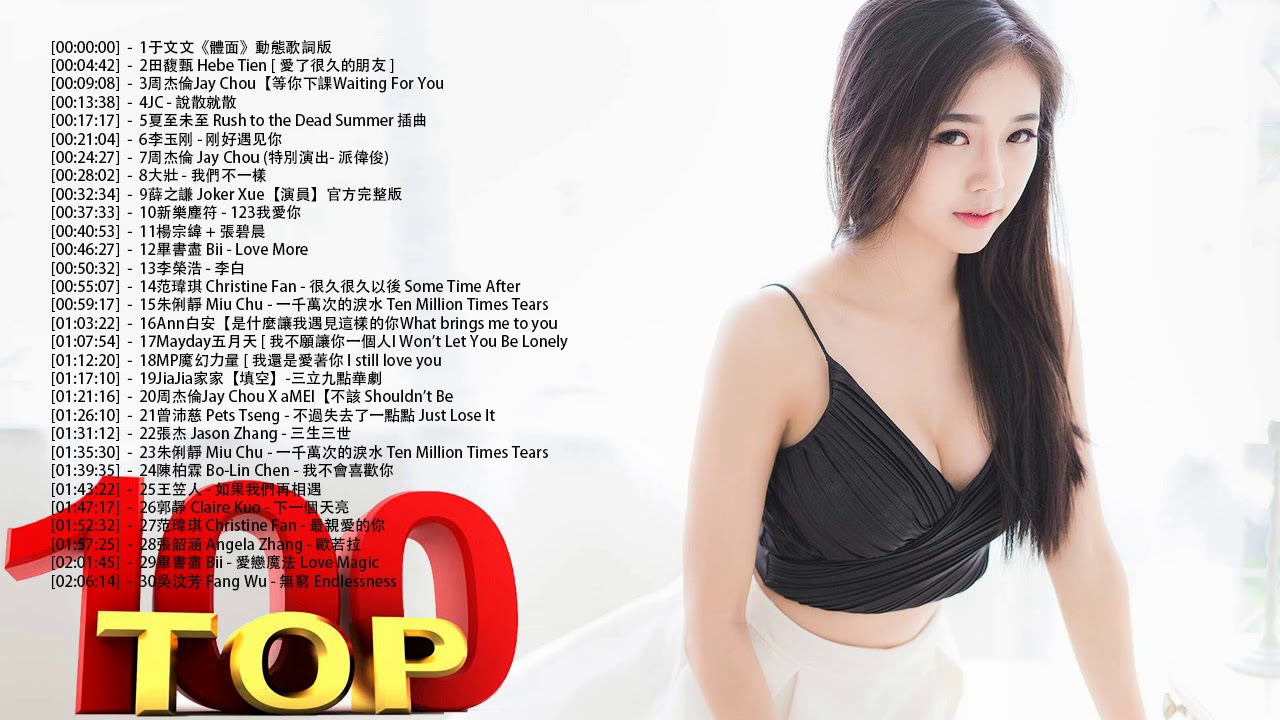 [00:00:00] - 1于文文《體面》動態歌詞版
[00:04:42] - 2田馥甄 Hebe Tien [ 愛了很久的朋友 ]
[00:09:08] - 3周杰倫Jay Chou【等你下課Waiting For You
[00:13:38] - 4JC - 說散就散
[00:17:17] - 5夏至未至 Rush to the Dead Summer 插曲
[00:21:04] - 6李玉刚 - 刚好遇见你
[00:24:27] - 7周杰倫 Jay Chou (特別演出- 派偉俊)
[00:28:02] - 8大壯 - 我們不一樣
[00:32:34] - 9薛之謙 Joker Xue【演員】官方完整版
[00:37:33] - 10新樂塵符 - 123我愛你
[00:40:53] - 11楊宗緯 + 張碧晨
[00:46:27] - 12畢書盡 Bii - Love More
[00:50:32] - 13李榮浩 - 李白
[00:55:07] - 14范瑋琪 Christine Fan - 很久很久以後 Some Time After
[00:59:17] - 15朱俐靜 Miu Chu - 一千萬次的淚水 Ten Million Times Tears
[01:03:22] - 16Ann白安【是什麼讓我遇見這樣的你What brings me to you
[01:07:54] - 17Mayday五月天 [ 我不願讓你一個人I Won't Let You Be Lonely
[01:12:20] - 18MP魔幻力量 [ 我還是愛著你 I still love you
[01:17:10] - 19JiaJia家家【填空】-三立九點華劇
[01:21:16] - 20周杰倫Jay Chou X aMEI【不該 Shouldn't Be
[01:26:10] - 21曾沛慈 Pets Tseng - 不過失去了一點點 Just Lose It
[01:31:12] - 22張杰 Jason Zhang - 三生三世
[01:35:30] - 23朱俐靜 Miu Chu - 一千萬次的淚水 Ten Million Times Tears
[01:39:35] - 24陳柏霖 Bo-Lin Chen - 我不會喜歡你
[01:43:22] - 25王笠人 - 如果我們再相遇
[01:47:17] - 26郭靜 Claire Kuo - 下一個天亮
[01:52:32] - 27范瑋琪 Christine Fan - 最親愛的你
[01:57:25] - 28張韶涵 Angela Zhang - 歐若拉
[02:01:45] - 29畢書盡 Bii - 愛戀魔法 Love Magic
[02:06:14] - 30吳汶芳 Fang Wu - 無窮 Endlessness
100
TOP